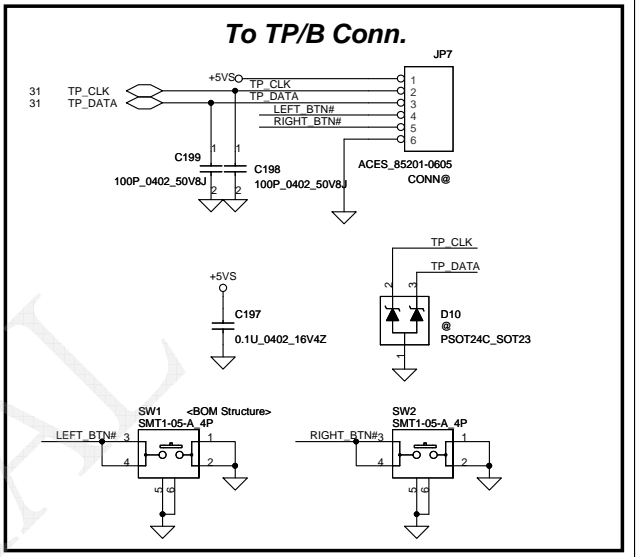 To TP/B Conn.
JP7
+5VS
1
31 TP_CLK
TP_CLK
2
31 TP_DATA
TP_DATA
3
LEFT_BTN#
4
RIGHT_BTN#
5
6
1 1
C199
C198
ACES_85201-0605
CONN@
100P_0402_50V8J
100P_0402_50V8J
2 2
TP_CLK
TP_DATA
+5VS
2 3
C197
D10
@
0.1U_0402_16V4Z
PSOT24C_SOT23
1
SW1 <BOM Structure>
SMT1-05-A_4P
LEFT_BTN# 3 1
4 2
5 6
SW2
SMT1-05-A_4P
RIGHT_BTN# 3 1
4 2
5 6